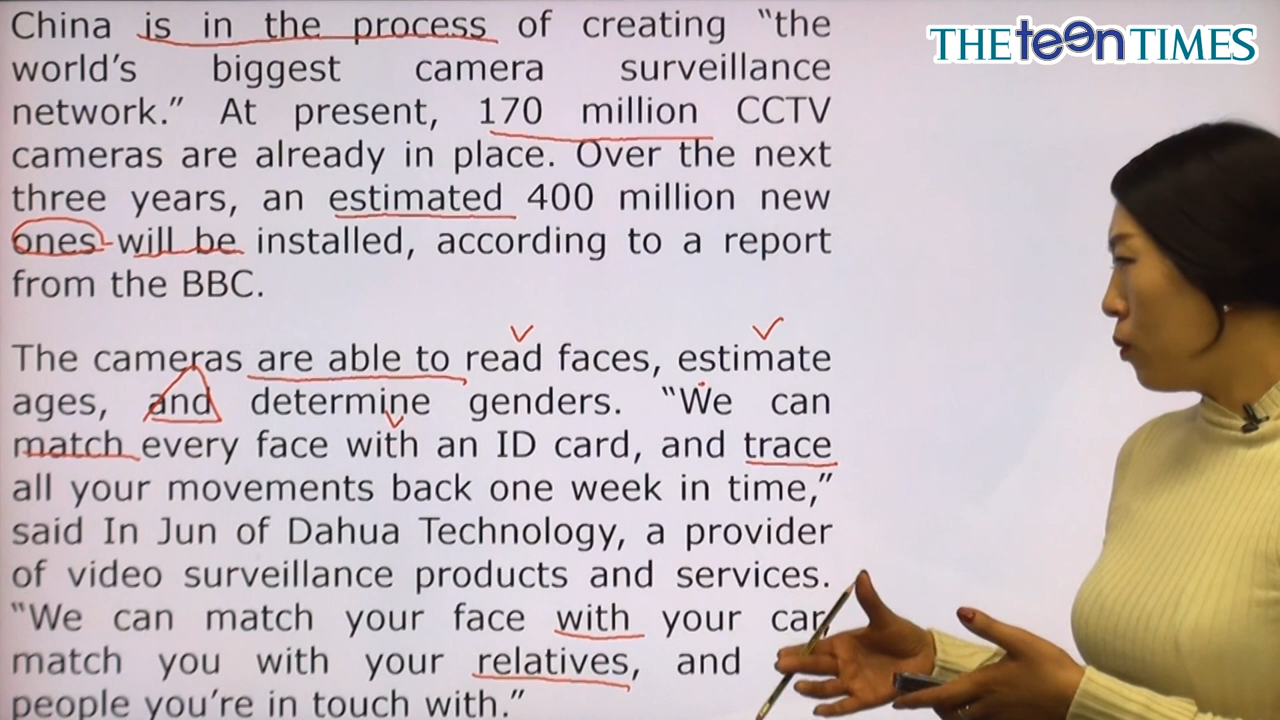 THE teen TIMES
China is in the process of creating “the
world’s biggest camera surveillance
network.” At present, 170 million CCTV
cameras are already in place. Over the next
three years, an estimated 400 million new
ones will be installed, according to a report
from the BBC.
The cameras are able to read faces, estimate
ages, and determine genders. “We can
match every face with an ID card, and trace
all your movements back one week in time,”
said In Jun of Dahua Technology, a provider
of video surveillance products and services.
“We can match your face with your car,
match you with your relatives, and
people you’re in touch with.”